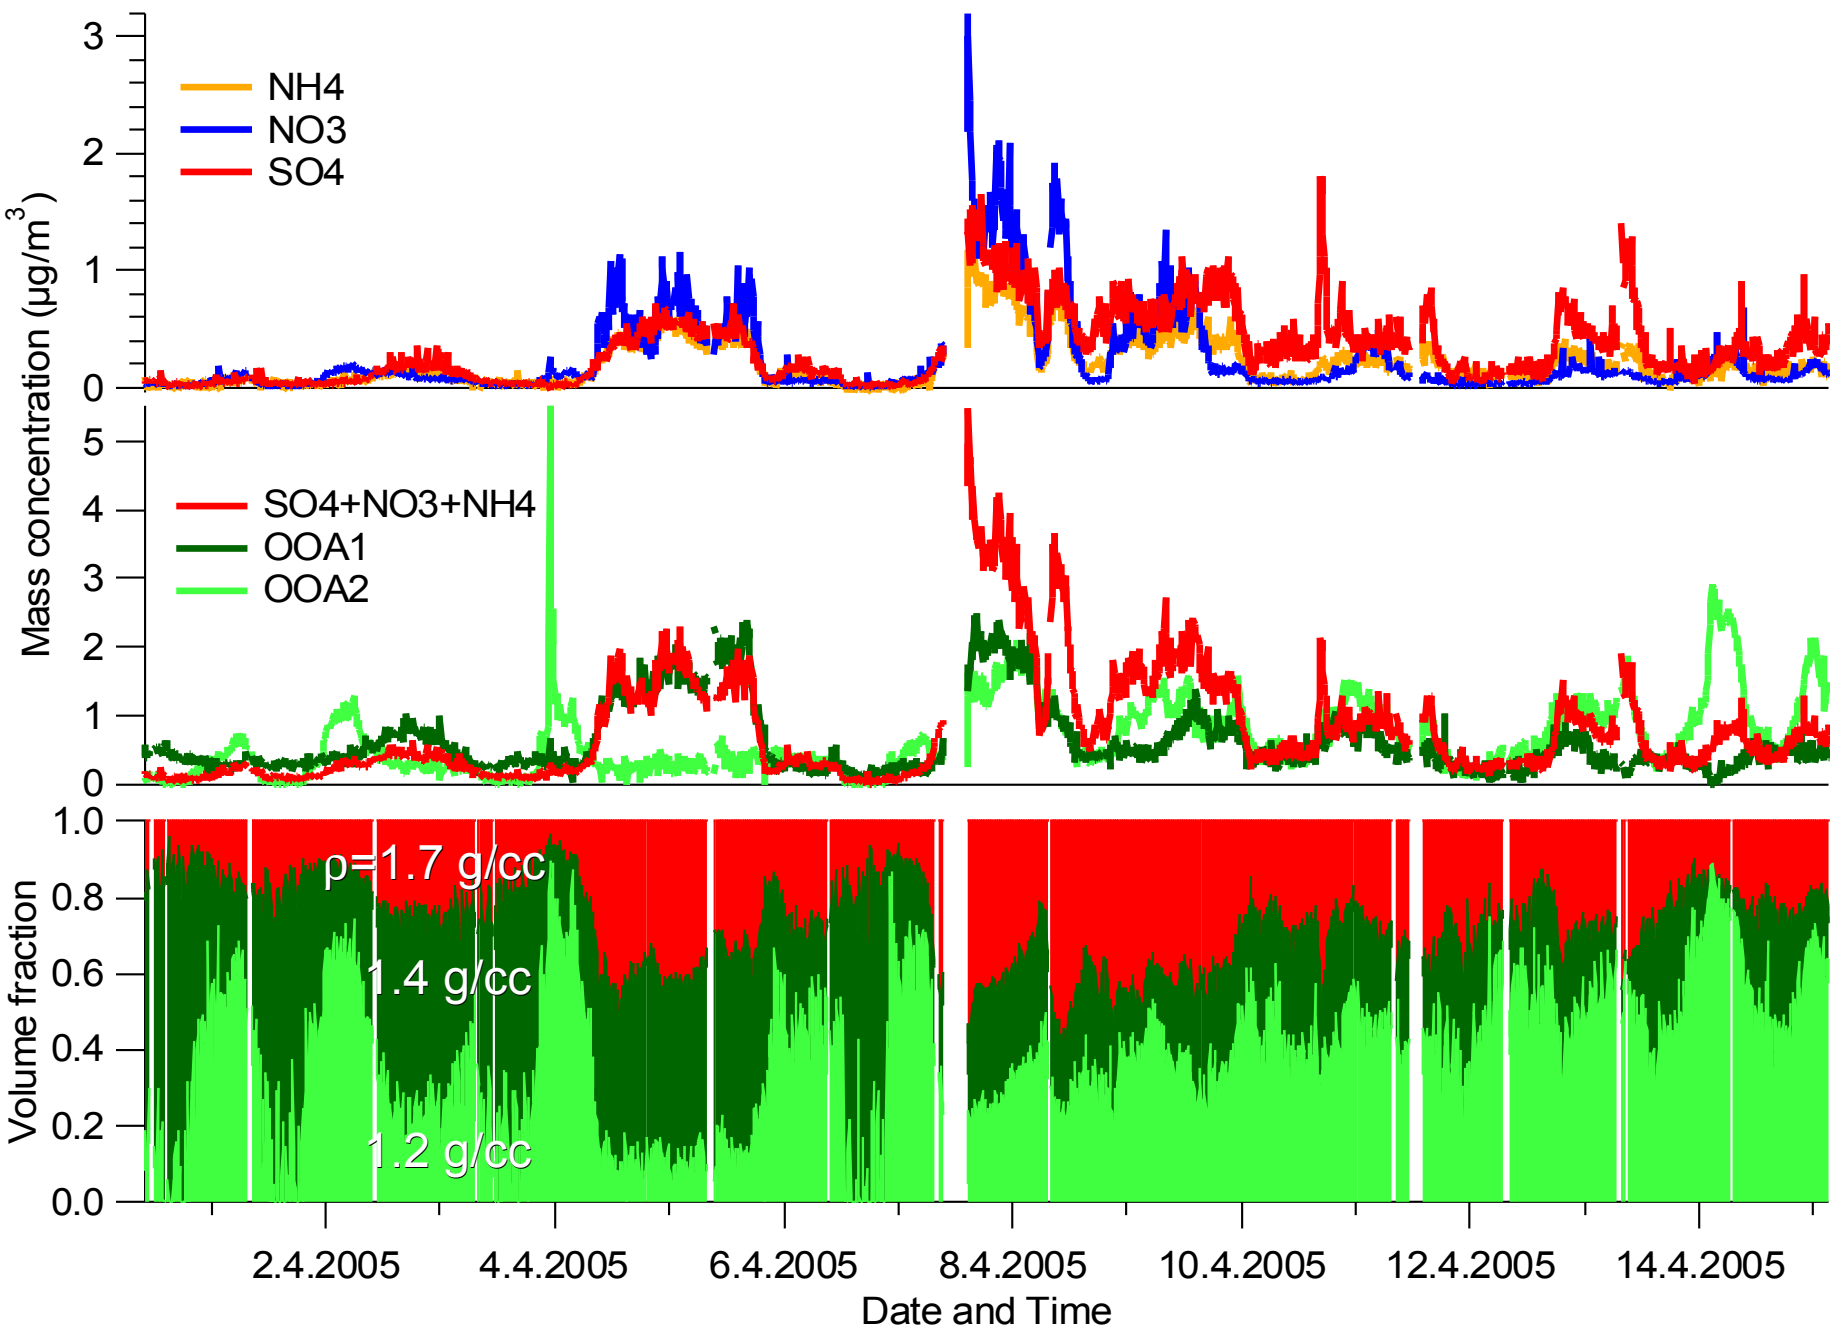 3
2
1
0
NH4
NO3
SO4
Mass concentration (µg/m3)
5
4
3
2
1
0
SO4+NO3+NH4
OOA1
OOA2
1.0
0.8
0.6
0.4
0.2
0.0
Volume fraction
ρ=1.7 g/cc
1.4 g/cc
1.2 g/cc
2.4.2005 4.4.2005 6.4.2005 8.4.2005 10.4.2005 12.4.2005 14.4.2005
Date and Time